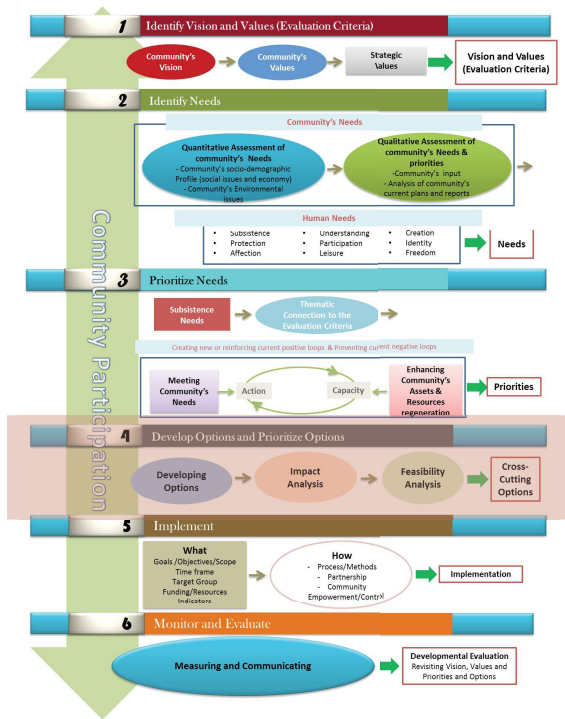 1 Identify Vision and Values (Evaluation Criteria)
Community's
Vision
Community's
Values
Strategic
Values
Vision and Values
(Evaluation Criteria)
2 Identify Needs
Community's Needs
Quantitative Assessment of
community's Needs
- Community's socio-demographic
Profile (social issues and economy)
- Community's Environmental
issues
Qualitative Assessment of
community's Needs &
priorities
-Community's input
- Analysis of community's
current plans and reports
Human Needs
• Subsistence
• Protection
• Affection
• Understanding
• Participation
• Leisure
• Creation
• Identity
• Freedom
Needs
Community Participation
3 Prioritize Needs
Subsistence
Needs
Thematic
Connection to the
Evaluation Criteria
Creating new or reinforcing current positive loops & Preventing current negative loops
Meeting
Community's
Needs
Action
Capacity
Enhancing
Community's
Assets &
Resources
regeneration
Priorities
4 Develop Options and Prioritize Options
Developing
Options
Impact
Analysis
Feasibility
Analysis
Cross-
Cutting
Options
5 Implement
What
Goals /Objectives/Scope
Time frame
Target Group
Funding/Resources
Indicators
How
- Process/Methods
- Partnership
- Community
Empowerment/Control
Implementation
6 Monitor and Evaluate
Measuring and Communicating
Developmental Evaluation
Revisiting Vision, Values and
Priorities and Options